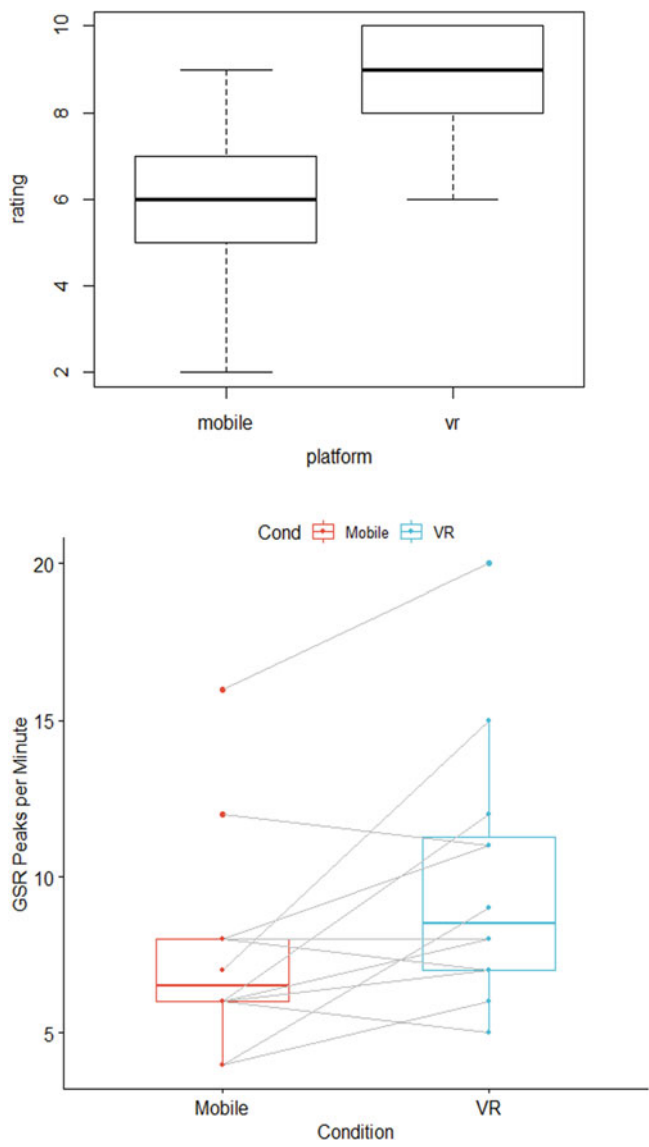 10
8
6
4
2
rating
mobile vr
platform
Cond Mobile VR
20
15
10
5
GSR Peaks per Minute
Mobile VR
Condition